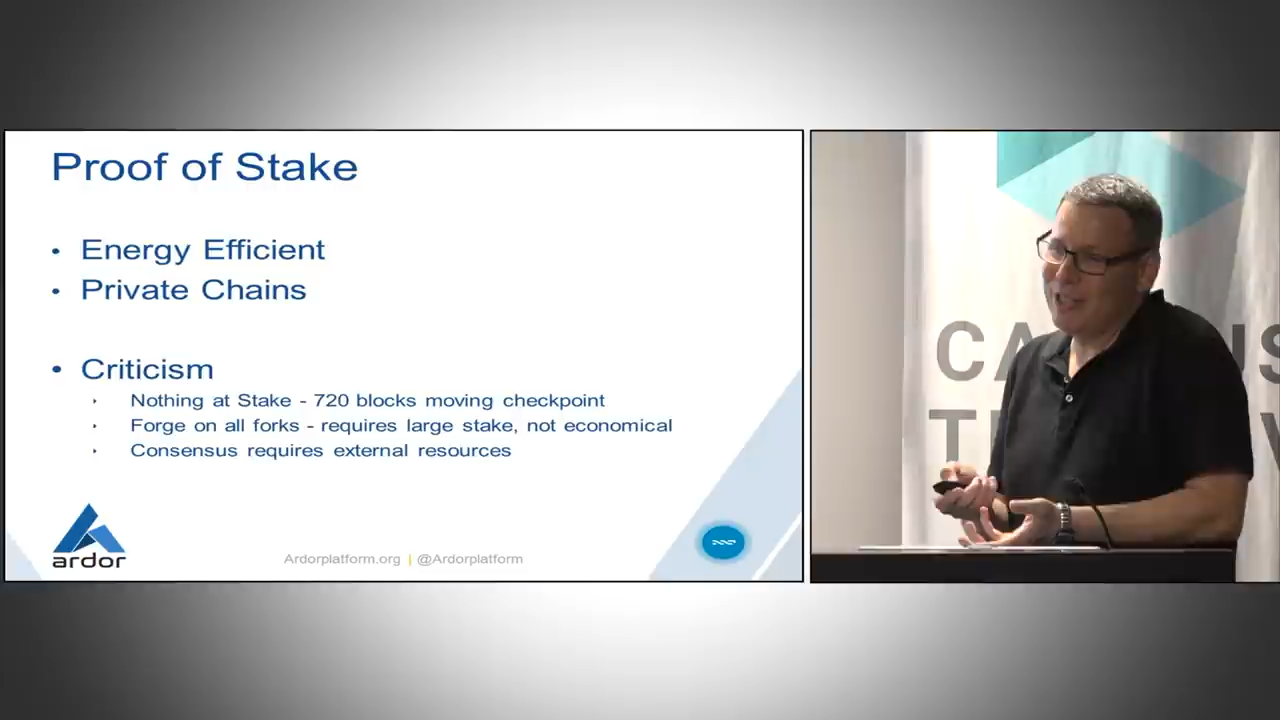 Proof of Stake
• Energy Efficient
• Private Chains
• Criticism
Nothing at Stake - 720 blocks moving checkpoint
Forge on all forks - requires large stake, not economical
Consensus requires external resources
ardor
Ardorplatform.org | @Ardorplatform